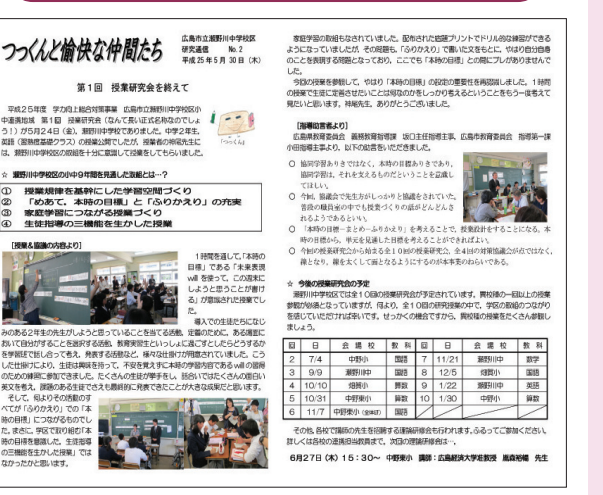 つっくんと愉快な仲間たち
広島市立瀬野川中学校区
研究通信　No.2
平成25年5月30日（木）
第1回　授業研究会を終えて
平成25年度　学力向上総合対策事業　広島市立瀬野川中学校区小
中連携地域　第1回　授業研究会（なんて長い正式名称なのでしょ
う！）が5月24日（金）、瀬野川中学校でありました。中学2年生、
英語（習熟度基礎クラス）の授業公開でしたが、授業者の神尾先生に
は、瀬野川中学校区の取組を十分に意識して授業をしてもらいました。
「つっくん」
☆　瀬野川中学校区の小中9年間を見通した取組とは…？
①　授業規律を基幹にした学習空間づくり
②　「めあて、本時の目標」と「ふりかえり」の充実
③　家庭学習につながる授業づくり
④　生徒指導の三機能を生かした授業
［授業＆協議の内容より］
1時間を通して、「本時の
目標」である「未来表現
will を使って、この週末に
しようと思うことが書け
る」が意識された授業でし
た。
導入での生徒たちになじ
みのある2年生の先生がしようと思っていることを当てる活動、定着のために、ある場面に
おいて自分がすることを選択する活動、教育実習生といっしょに過ごすとしたらどうするか
を学習班で話し合って考え、発表する活動など、様々な仕掛けが用意されていました。こう
した仕掛けにより、生徒は興味を持って、不安を覚えずに本時の学習内容であるwillの習得
のための練習に参加できました。たくさんの生徒が挙手をし、話合いではたくさんの面白い
英文を考え、課題のある生徒でさえも意欲的に発表できたことが大きな成果だと思います。
そして、何よりその活動のす
べてが「ふりかえり」での「本
時の目標」につながるものでし
た。まさに、学区で取り組む「本
時の目標を意識した、生徒指導
の三機能を生かした授業」では
なかったかと思います。
家庭学習の取組もなされていました。配布された宿題プリントでドリル的な練習ができる
ようになっていましたが、その問題も、「ふりかえり」で書いた文をもとに、やはり自分自身
のことを表現する問題となっており、ここでも「本時の目標」との間にブレがありませんで
した。
今回の授業を参観して、やはり「本時の目標」の設定の重要性を再認識しました。1時間
の授業で生徒に定着させたいことは何なのかをしっかり考えるということをもう一度考えて
見たいと思います。神尾先生、ありがとうございました。
［指導助言者より］
広島県教育委員会　義務教育指導課　坂口主任指導主事、広島市教育委員会　指導第一課
小田指導主事より、以下の助言をいただきました。
○　協同学習ありきではなく、本時の目標ありきであり、
協同学習は、それを支えるものだということを意識し
てほしい。
○　今回、協議会で先生方がしっかりと協議をされていた。
普段の職員室の中でも授業づくりの話がどんどんさ
れるようであるといい。
○　「本時の目標－まとめ－ふりかえり」を考えることで、授業設計をすることになる。本
時の目標から、単元を見通した目標を考えることができればよい。
○　今回の授業研究会から始まる全10回の授業研究会、全4回の対策協議会が点ではなく、
線となり、線を太くして面となるようにするのが本事業のねらいである。
☆　今後の授業研究会の予定
瀬野川中学校区では全10回の授業研究会が予定されています。異校種の一回以上の授業
参観が必須となっていますが、何より、全10回の研究授業の中で、学区の取組のつながり
を感じていただければ幸いです。せっかくの機会ですから、異校種の授業をたくさん参観し
ましょう。
回　日　会場校　教科　回　日　会場校　教科
2　7/4　中野小　国語　7　11/21　瀬野川中　数学
3　9/9　瀬野川中　国語　8　12/5　畑賀小　国語
4　10/10　畑賀小　算数　9　1/22　瀬野川中　英語
5　10/31　中野東小　算数　10　1/30　中野小　算数
6　11/7　中野東小　国語
その他、各校で講師の先生を招聘する理論研修会も行われます。ふるってご参加ください。
詳しくは各校の連携担当教員まで。次回の理論研修会は…、
6月27日（木）15：30～　中野東小　講師：広島経済大学准教授　胤森裕暢　先生